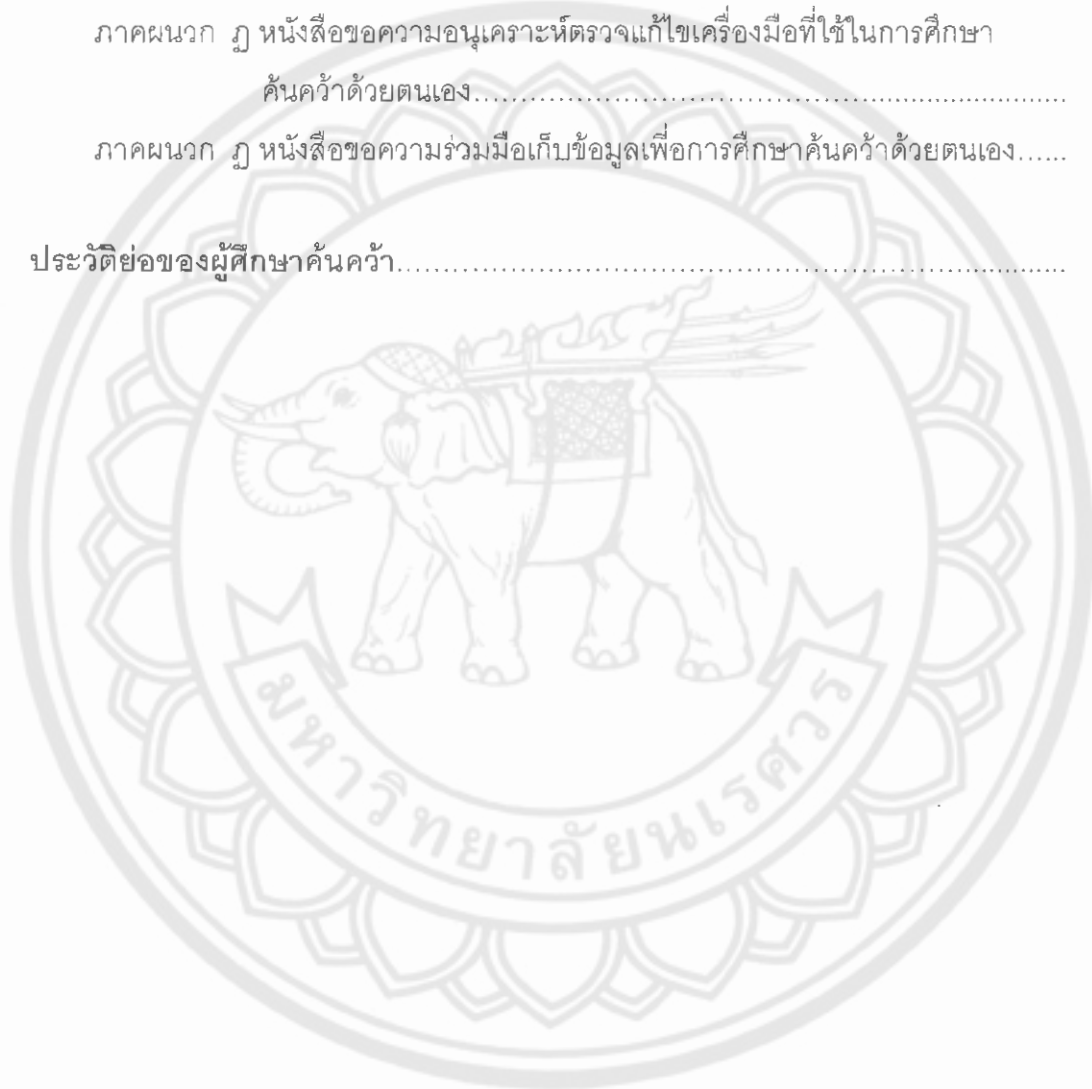 ภาคผนวก ฎ หนังสือขอความอนุเคราะห์ตรวจแก้ไขเครื่องมือที่ใช้ในการศึกษา
ค้นคว้าด้วยตนเอง.......................................................................
ภาคผนวก ฏ หนังสือขอความร่วมมือเก็บข้อมูลเพื่อการศึกษาค้นคว้าด้วยตนเอง......
ประวัติย่อของผู้ศึกษาค้นคว้า................................................................................
มหาวิทยาลัยนเรศวร